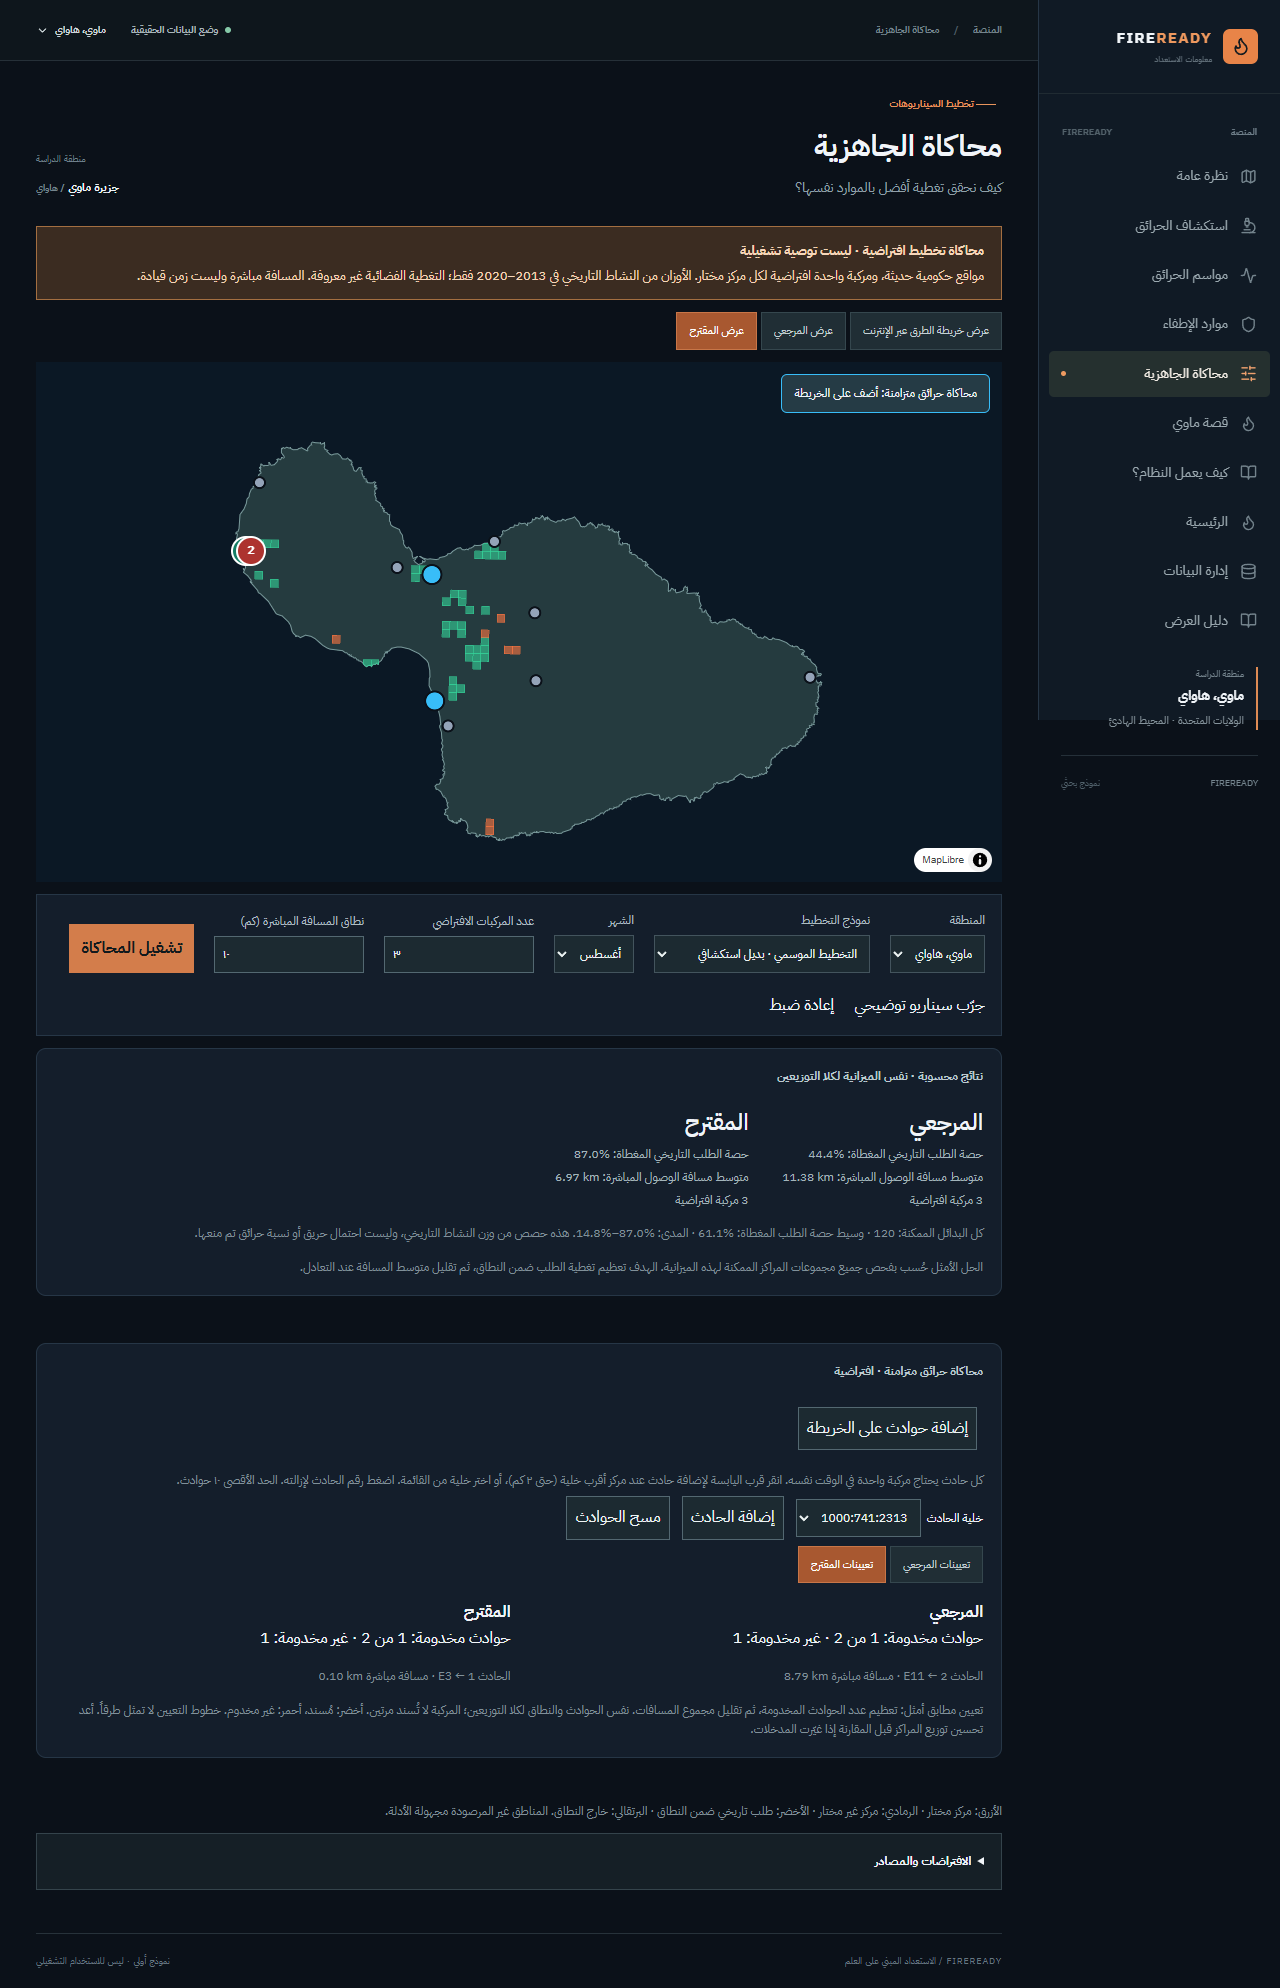 FIREREADY
معلومات الاستعداد
المنصة
FIREREADY
نظرة عامة
استكشاف الحرائق
مواسم الحرائق
موارد الإطفاء
محاكاة الجاهزية
قصة ماوي
كيف يعمل النظام؟
الرئيسية
إدارة البيانات
دليل العرض
منطقة الدراسة
ماوي، هاواي
الولايات المتحدة · المحيط الهادئ
FIREREADY
نموذج بحثي
المنصة / محاكاة الجاهزية
وضع البيانات الحقيقية
ماوي، هاواي
تخطيط السيناريوهات
محاكاة الجاهزية
كيف نحقق تغطية أفضل بالموارد نفسها؟
منطقة الدراسة
جزيرة ماوي / هاواي
محاكاة تخطيط افتراضية · ليست توصية تشغيلية
مواقع حكومية حديثة، ومركبة واحدة افتراضية لكل مركز مختار. الأوزان من النشاط التاريخي في 2013–2020 فقط؛ التغطية الفضائية غير معروفة. المسافة مباشرة وليست زمن قيادة.
عرض خريطة الطرق عبر الإنترنت
عرض المرجعي
عرض المقترح
محاكاة حرائق متزامنة: أضف على الخريطة
2
MapLibre
المنطقة
ماوي، هاواي
نموذج التخطيط
التخطيط الموسمي · بديل استكشافي
الشهر
أغسطس
عدد المركبات الافتراضي
٣
نطاق المسافة المباشرة (كم)
١٠
تشغيل المحاكاة
جرّب سيناريو توضيحي
إعادة ضبط
نتائج محسوبة · نفس الميزانية لكلا التوزيعين
المرجعي
حصة الطلب التاريخي المغطاة: 44.4%
متوسط مسافة الوصول المباشرة: 11.38 km
3 مركبة افتراضية
المقترح
حصة الطلب التاريخي المغطاة: 87.0%
متوسط مسافة الوصول المباشرة: 6.97 km
3 مركبة افتراضية
كل البدائل الممكنة: 120 · وسيط حصة الطلب المغطاة: 61.1% · المدى: 87.0%–14.8%. هذه حصص من وزن النشاط التاريخي، وليست احتمال حريق أو نسبة حرائق تم منعها.
الحل الأمثل حُسب بفحص جميع مجموعات المراكز الممكنة لهذه الميزانية. الهدف تعظيم تغطية الطلب ضمن النطاق، ثم تقليل متوسط المسافة عند التعادل.
محاكاة حرائق متزامنة · افتراضية
إضافة حوادث على الخريطة
كل حادث يحتاج مركبة واحدة في الوقت نفسه. انقر قرب اليابسة لإضافة حادث عند مركز أقرب خلية (حتى ٢ كم)، أو اختر خلية من القائمة. اضغط رقم الحادث لإزالته. الحد الأقصى ١٠ حوادث.
خلية الحادث
1000:741:2313
إضافة الحادث
مسح الحوادث
تعيينات المرجعي
تعيينات المقترح
المرجعي
حوادث مخدومة: 1 من 2 · غير مخدومة: 1
الحادث 2 ← E11 · مسافة مباشرة 8.79 km
المقترح
حوادث مخدومة: 1 من 2 · غير مخدومة: 1
الحادث 1 ← E3 · مسافة مباشرة 0.10 km
تعيين مطابق أمثل: تعظيم عدد الحوادث المخدومة، ثم تقليل مجموع المسافات. نفس الحوادث والنطاق لكلا التوزيعين؛ المركبة لا تُسند مرتين. أخضر: مُسند، أحمر: غير مخدوم. خطوط التعيين لا تمثل طرقاً. أعد
تحسين توزيع المراكز قبل المقارنة إذا غيّرت المدخلات.
الأزرق: مركز مختار · الرمادي: مركز غير مختار · الأخضر: طلب تاريخي ضمن النطاق · البرتقالي: خارج النطاق. المناطق غير المرصودة مجهولة الأدلة.
الافتراضات والمصادر
FIREREADY / الاستعداد المبني على العلم
نموذج أولي · ليس للاستخدام التشغيلي